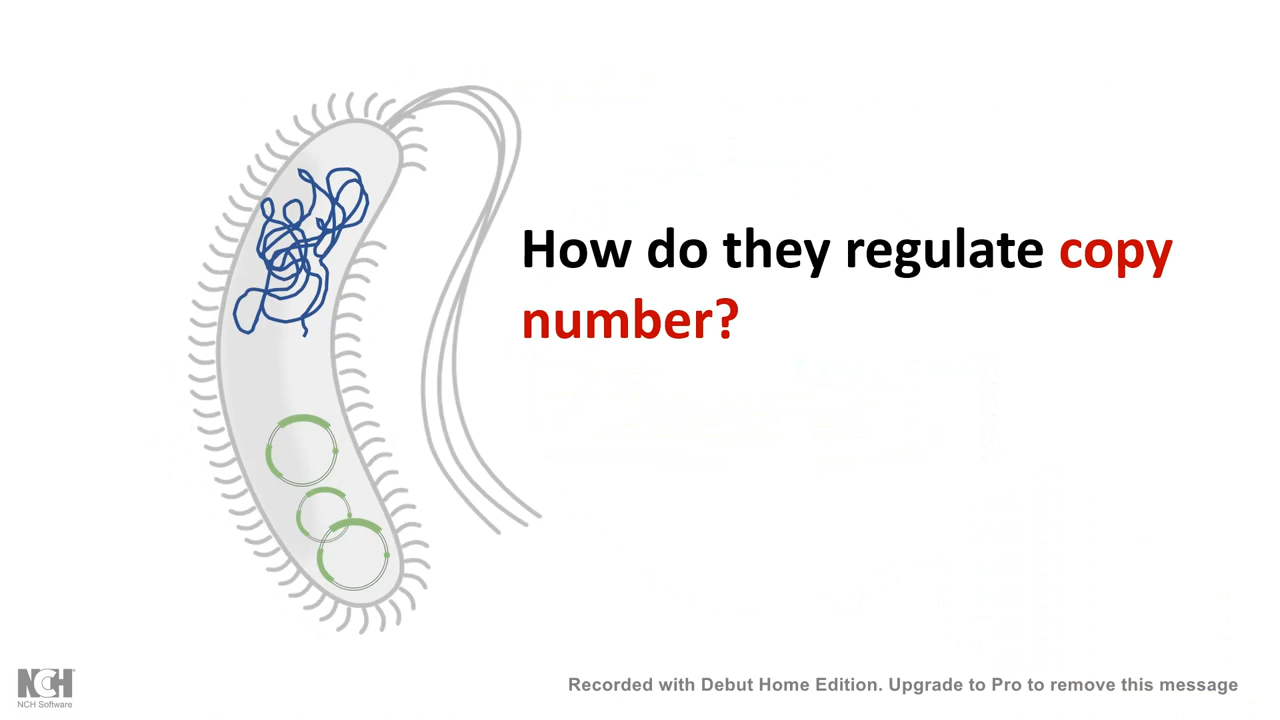 How do they regulate copy
number?
NCH
NCH Software
Recorded with Debut Home Edition. Upgrade to Pro to remove this message